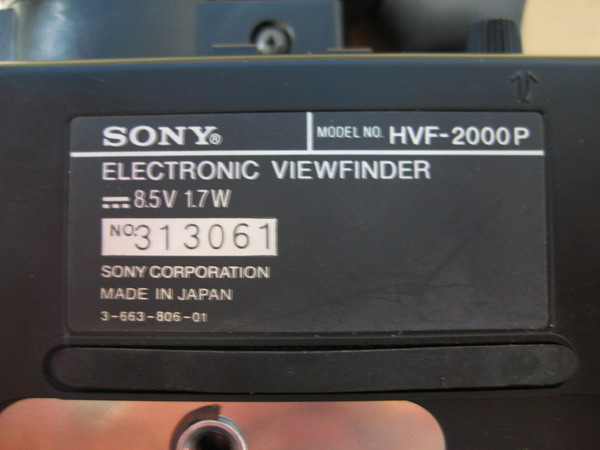 SONY® MODEL NO. HVF-2000P
ELECTRONIC VIEWFINDER
⎓ 8.5V 1.7W
NO. 313061
SONY CORPORATION
MADE IN JAPAN
3-663-806-01